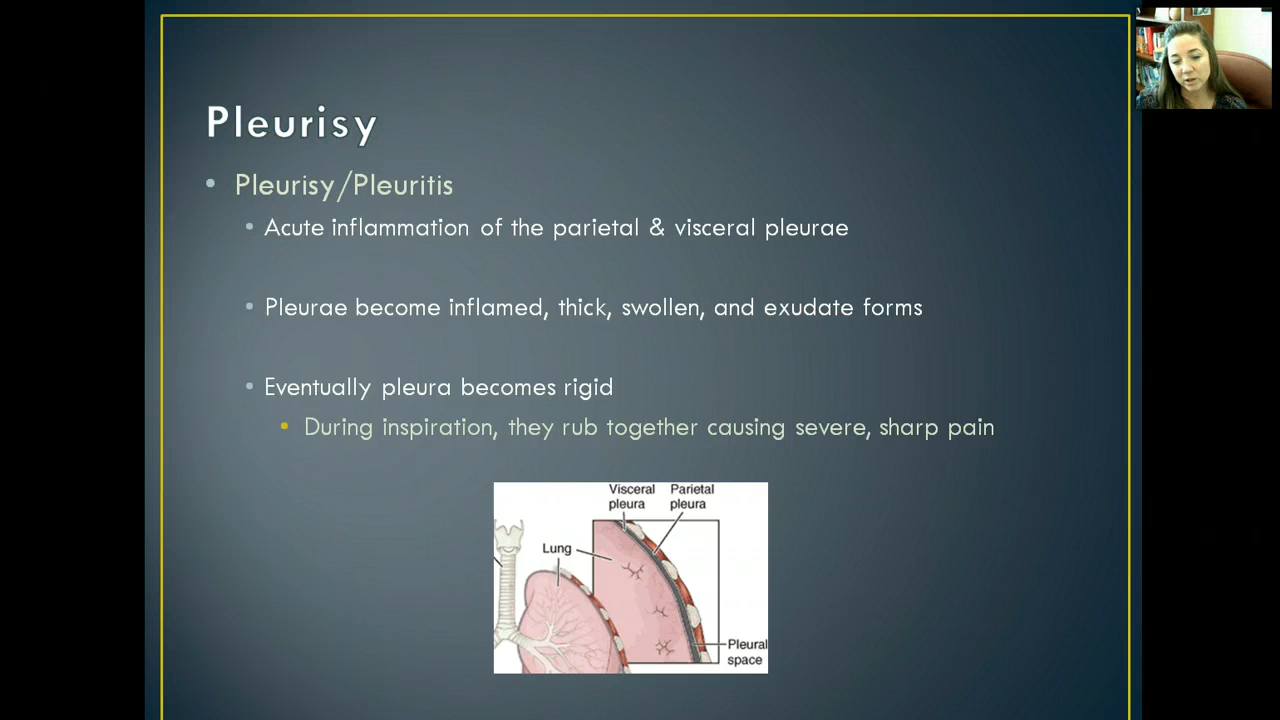 Pleurisy
Pleurisy/Pleuritis
Acute inflammation of the parietal & visceral pleurae
Pleurae become inflamed, thick, swollen, and exudate forms
Eventually pleura becomes rigid
During inspiration, they rub together causing severe, sharp pain
Visceral pleura
Parietal pleura
Lung
Pleural space